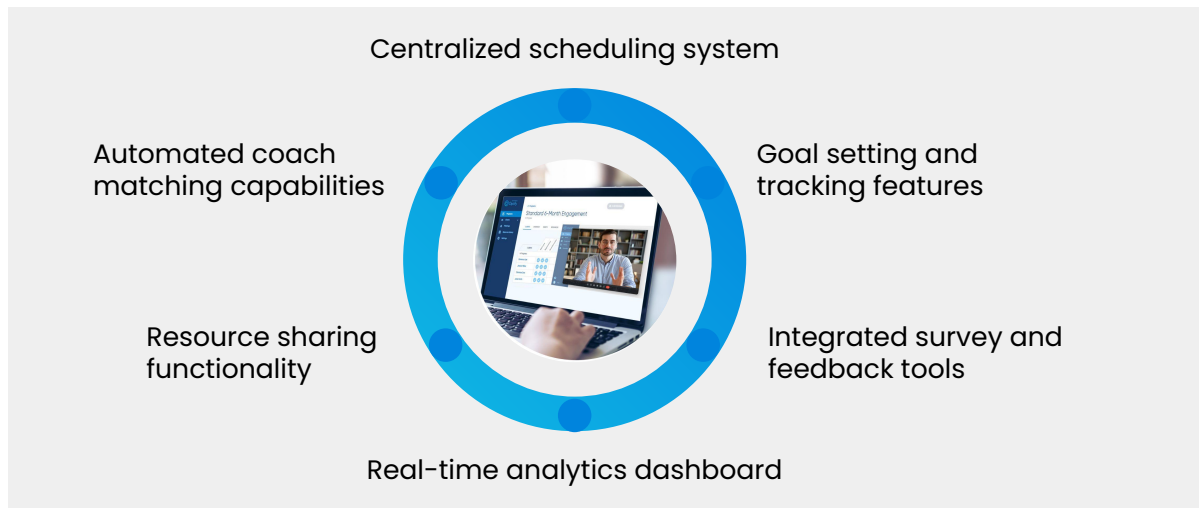 Centralized scheduling system
Automated coach
matching capabilities
Goal setting and
tracking features
Standard 6-Month Engagement
Resource sharing
functionality
Integrated survey and
feedback tools
Real-time analytics dashboard